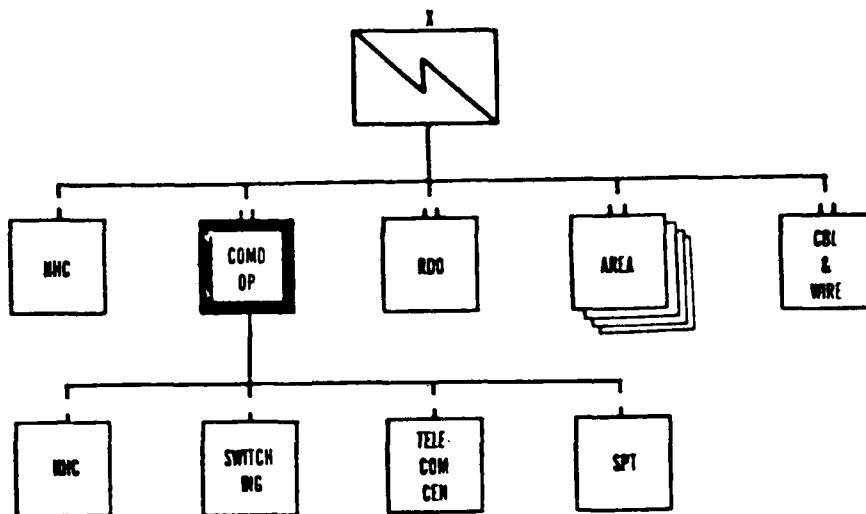 X
HHC
COMD
OP
RDO
AREA
CBL
&
WIRE
HHC
SWITCH
ING
TELE-
COM
CEN
SPT